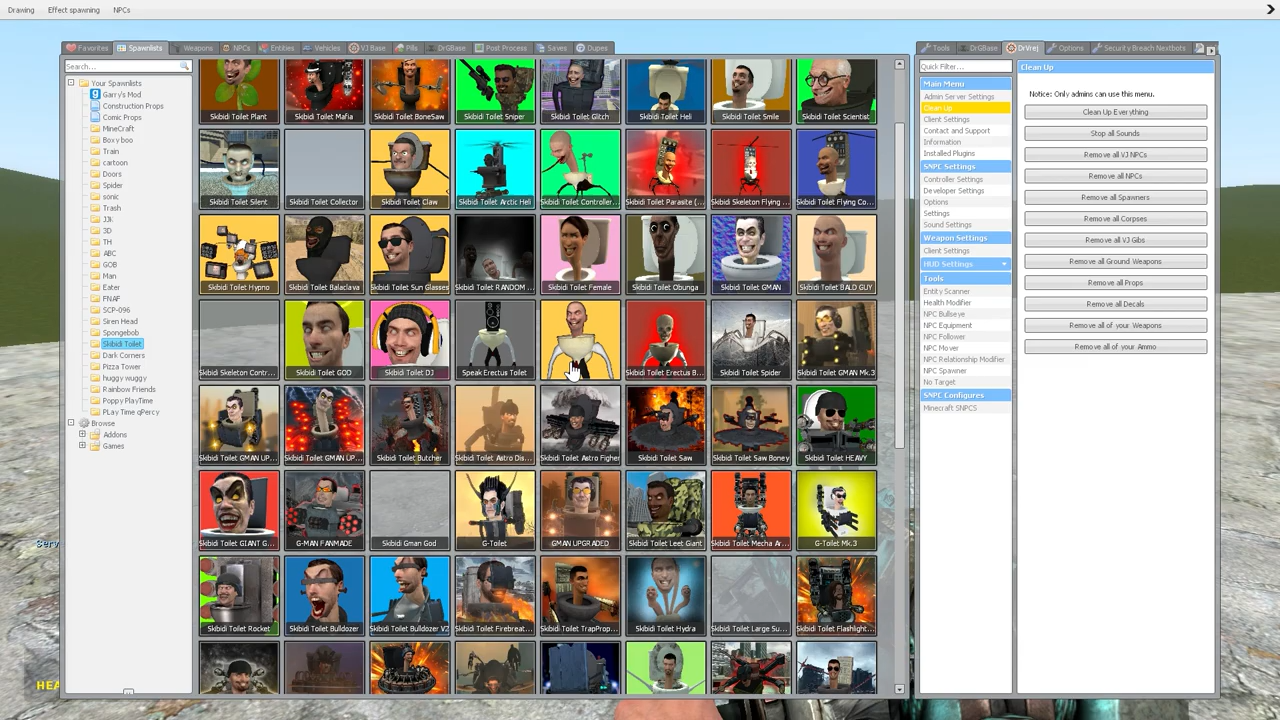 Drawing Effect spawning NPCs
Favorites Spawnlists Weapons NPCs Entities Vehicles VJ Base Pills DrGBase Post Process Saves Dupes
Tools DrGBase DrVrej Options Security Breach Nextbots
Search...
Your Spawnlists
Garry's Mod
Construction Props
Comic Props
MineCraft
Boxy boo
Train
cartoon
Doors
Spider
sonic
Trash
JJK
3D
TH
ABC
GOB
Man
Eater
FNAF
SCP-096
Siren Head
Spongebob
Skibidi Toilet
Dark Corners
Pizza Tower
huggy wuggy
Rainbow Friends
Poppy PlayTime
PLay Time qPercy
Browse
Addons
Games
Skibidi Toilet Plant Skibidi Toilet Mafia Skibidi Toilet BoneSaw Skibidi Toilet Sniper Skibidi Toilet Glitch Skibidi Toilet Heli Skibidi Toilet Smile Skibidi Toilet Scientist
Skibidi Toilet Silent Skibidi Toilet Collector Skibidi Toilet Claw Skibidi Toilet Arctic Heli Skibidi Toilet Controller... Skibidi Toilet Parasite (... Skibidi Skeleton Flying ... Skibidi Toilet Flying Co...
Skibidi Toilet Hypno Skibidi Toilet Balaclava Skibidi Toilet Sun Glasses Skibidi Toilet RANDOM ... Skibidi Toilet Female Skibidi Toilet Obunga Skibidi Toilet GMAN Skibidi Toilet BALD GUY
Skibidi Skeletron Contr... Skibidi Toilet GOD Skibidi Toilet DJ Speak Erectus Toilet Skibidi Toilet Erectus B... Skibidi Toilet Spider Skibidi Toilet GMAN Mk.3
Skibidi Toilet GMAN UP... Skibidi Toilet GMAN UP... Skibidi Toilet Butcher Skibidi Toilet Astro Dis... Skibidi Toilet Astro Figher Skibidi Toilet Saw Skibidi Toilet Saw Boney Skibidi Toilet HEAVY
Skibidi Toilet GIANT G... G-MAN FANMADE Skibidi Gman God G-Toilet GMAN UPGRADED Skibidi Toilet Leet Giant Skibidi Toilet Mecha Ar... G-Toilet Mk.3
Skibidi Toilet Rocket Skibidi Toilet Bulldozer Skibidi Toilet Bulldozer V2 Skibidi Toilet Firebreat... Skibidi Toilet TrapProp... Skibidi Toilet Hydra Skibidi Toilet Large Su... Skibidi Toilet Flashlight...
Quick Filter...
Main Menu
Admin Server Settings
Clean Up
Client Settings
Contact and Support
Information
Installed Plugins
SNPC Settings
Controller Settings
Developer Settings
Options
Settings
Sound Settings
Weapon Settings
Client Settings
HUD Settings
Tools
Entity Scanner
Health Modifier
NPC Bullseye
NPC Equipment
NPC Follower
NPC Mover
NPC Relationship Modifier
NPC Spawner
No Target
SNPC Configures
Minecraft SNPCS
Clean Up
Notice: Only admins can use this menu.
Clean Up Everything
Stop all Sounds
Remove all VJ NPCs
Remove all NPCs
Remove all Spawners
Remove all Corpses
Remove all VJ Gibs
Remove all Ground Weapons
Remove all Props
Remove all Decals
Remove all of your Weapons
Remove all of your Ammo
Serv
HEA